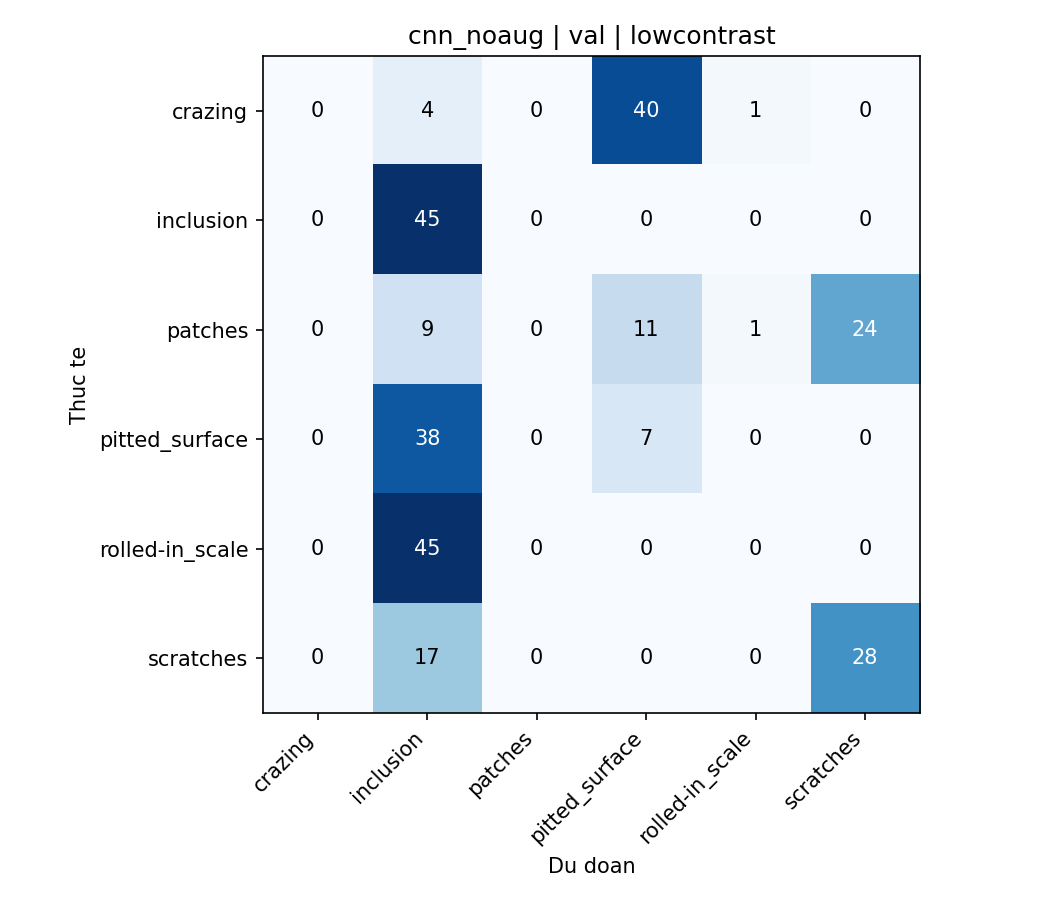 cnn_noaug | val | lowcontrast
crazing 0 4 0 40 1 0
inclusion 0 45 0 0 0 0
patches 0 9 0 11 1 24
pitted_surface 0 38 0 7 0 0
rolled-in_scale 0 45 0 0 0 0
scratches 0 17 0 0 0 28
Thuc te
crazing inclusion patches pitted_surface rolled-in_scale scratches
Du doan